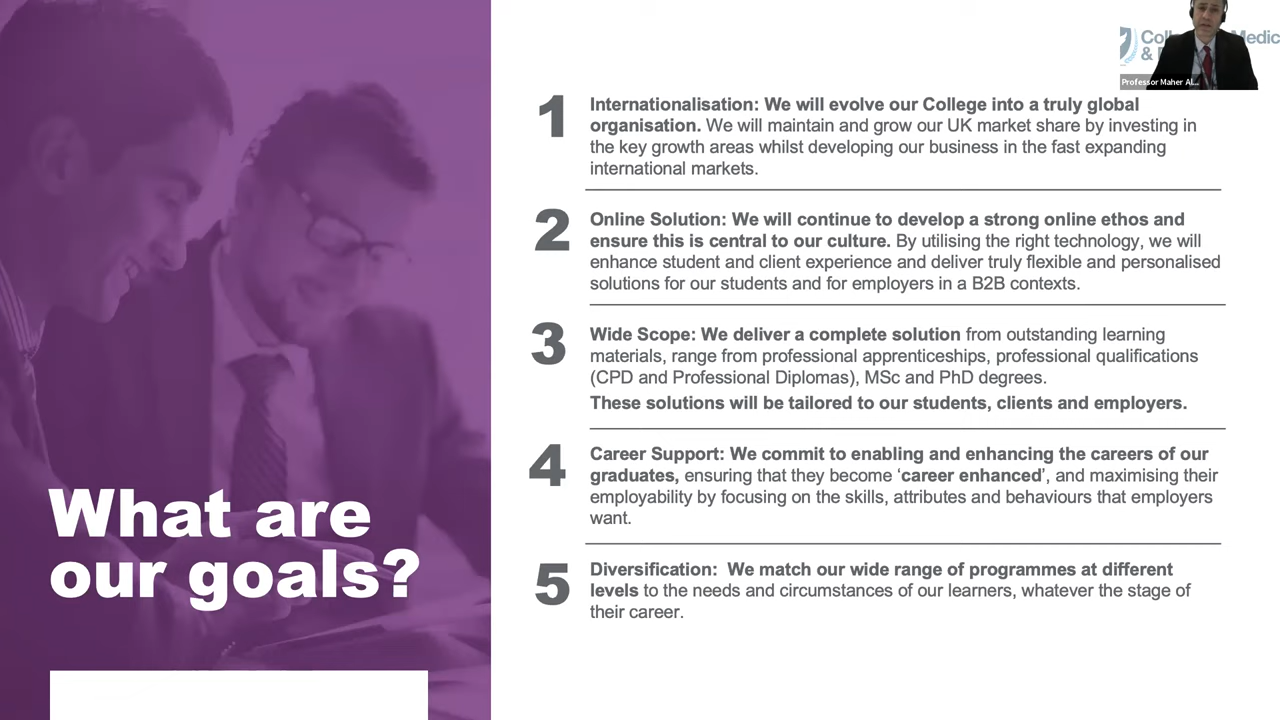 Medic
&
Professor Maher Al...
What are
our goals?
1
Internationalisation: We will evolve our College into a truly global
organisation. We will maintain and grow our UK market share by investing in
the key growth areas whilst developing our business in the fast expanding
international markets.
2
Online Solution: We will continue to develop a strong online ethos and
ensure this is central to our culture. By utilising the right technology, we will
enhance student and client experience and deliver truly flexible and personalised
solutions for our students and for employers in a B2B contexts.
3
Wide Scope: We deliver a complete solution from outstanding learning
materials, range from professional apprenticeships, professional qualifications
(CPD and Professional Diplomas), MSc and PhD degrees.
These solutions will be tailored to our students, clients and employers.
4
Career Support: We commit to enabling and enhancing the careers of our
graduates, ensuring that they become ‘career enhanced’, and maximising their
employability by focusing on the skills, attributes and behaviours that employers
want.
5
Diversification:  We match our wide range of programmes at different
levels to the needs and circumstances of our learners, whatever the stage of
their career.